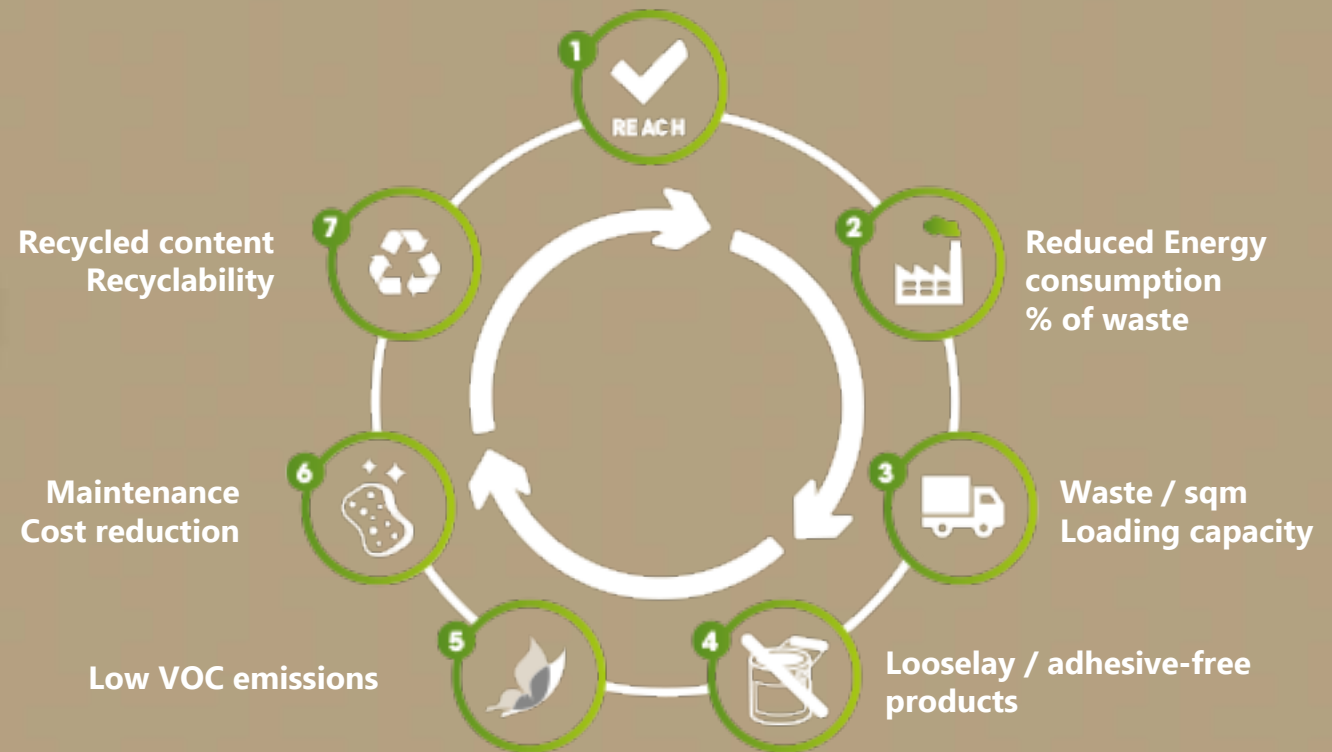 1
REACH
2
Reduced Energy
consumption
% of waste
3
Waste / sqm
Loading capacity
4
Looselay / adhesive-free
products
5
Low VOC emissions
6
Maintenance
Cost reduction
7
Recycled content
Recyclability